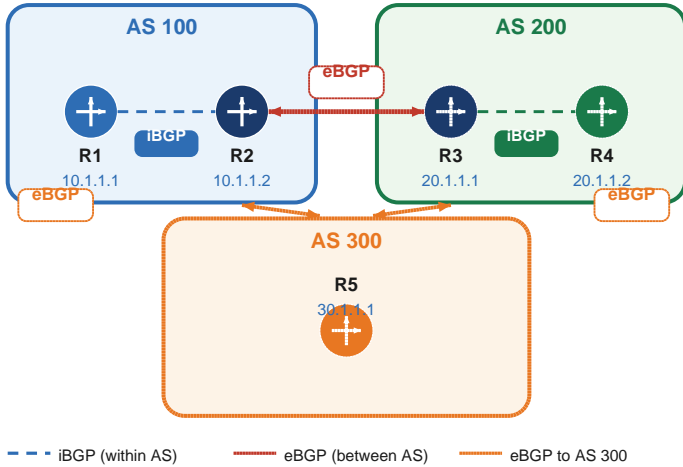 AS 100
AS 200
eBGP
iBGP
iBGP
R1
R2
R3
R4
10.1.1.1
10.1.1.2
20.1.1.1
20.1.1.2
eBGP
eBGP
AS 300
R5
30.1.1.1
iBGP (within AS)
eBGP (between AS)
eBGP to AS 300